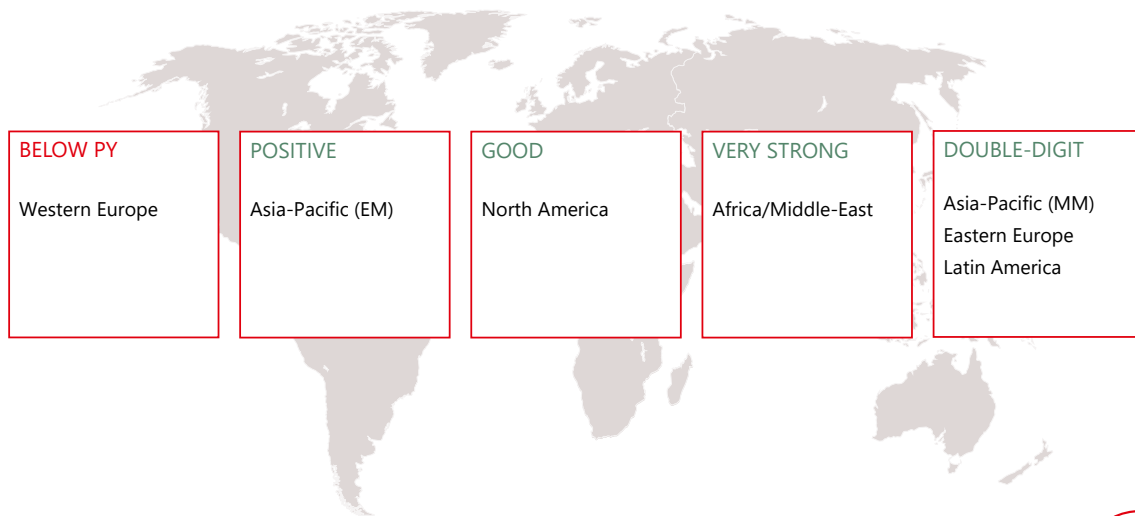 BELOW PY
Western Europe
POSITIVE
Asia-Pacific (EM)
GOOD
North America
VERY STRONG
Africa/Middle-East
DOUBLE-DIGIT
Asia-Pacific (MM)
Eastern Europe
Latin America